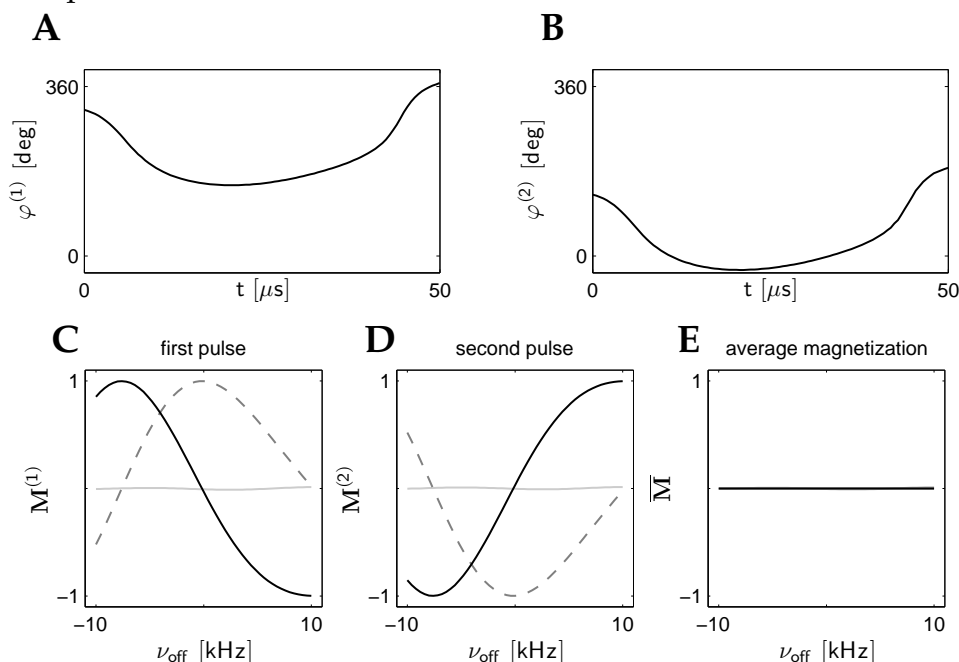 A
B
360
0
φ(1) [deg]
0
50
t [μs]
360
0
φ(2) [deg]
0
50
t [μs]
C
D
E
first pulse
second pulse
average magnetization
1
−1
M(1)
−10
10
νoff [kHz]
1
−1
M(2)
−10
10
νoff [kHz]
1
−1
M̅
−10
10
νoff [kHz]